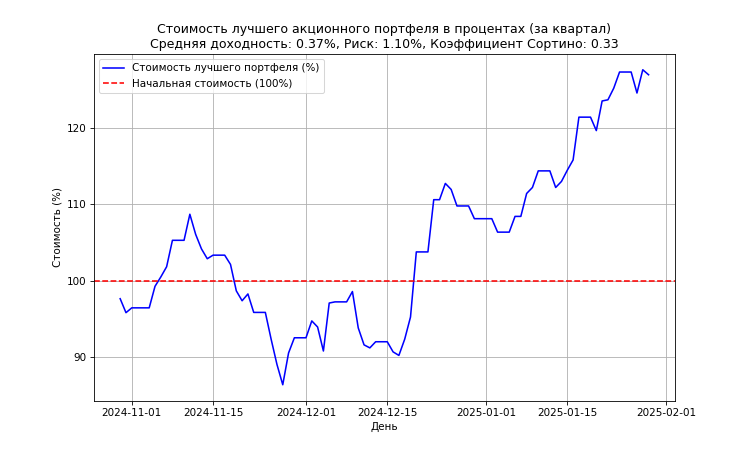 Стоимость лучшего акционного портфеля в процентах (за квартал)
Средняя доходность: 0.37%, Риск: 1.10%, Коэффициент Сортино: 0.33
Стоимость лучшего портфеля (%)
Начальная стоимость (100%)
Стоимость (%)
120
110
100
90
2024-11-01
2024-11-15
2024-12-01
2024-12-15
2025-01-01
2025-01-15
2025-02-01
День